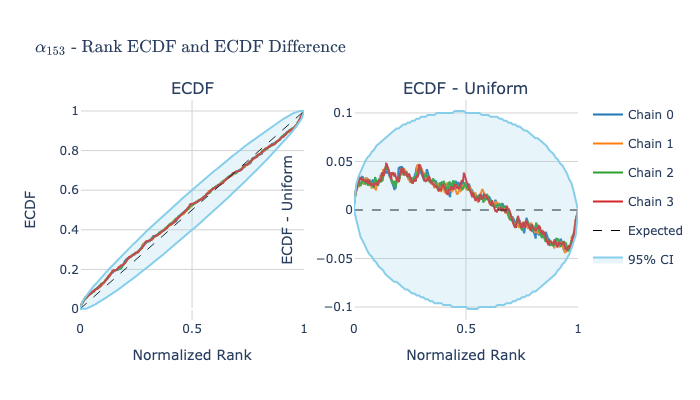 α₁₅₃ - Rank ECDF and ECDF Difference
ECDF
ECDF - Uniform
1
0.8
0.6
0.4
0.2
0
0
0.5
1
ECDF
Normalized Rank
0.1
0.05
0
−0.05
−0.1
0
0.5
1
ECDF - Uniform
Normalized Rank
Chain 0
Chain 1
Chain 2
Chain 3
Expected
95% CI